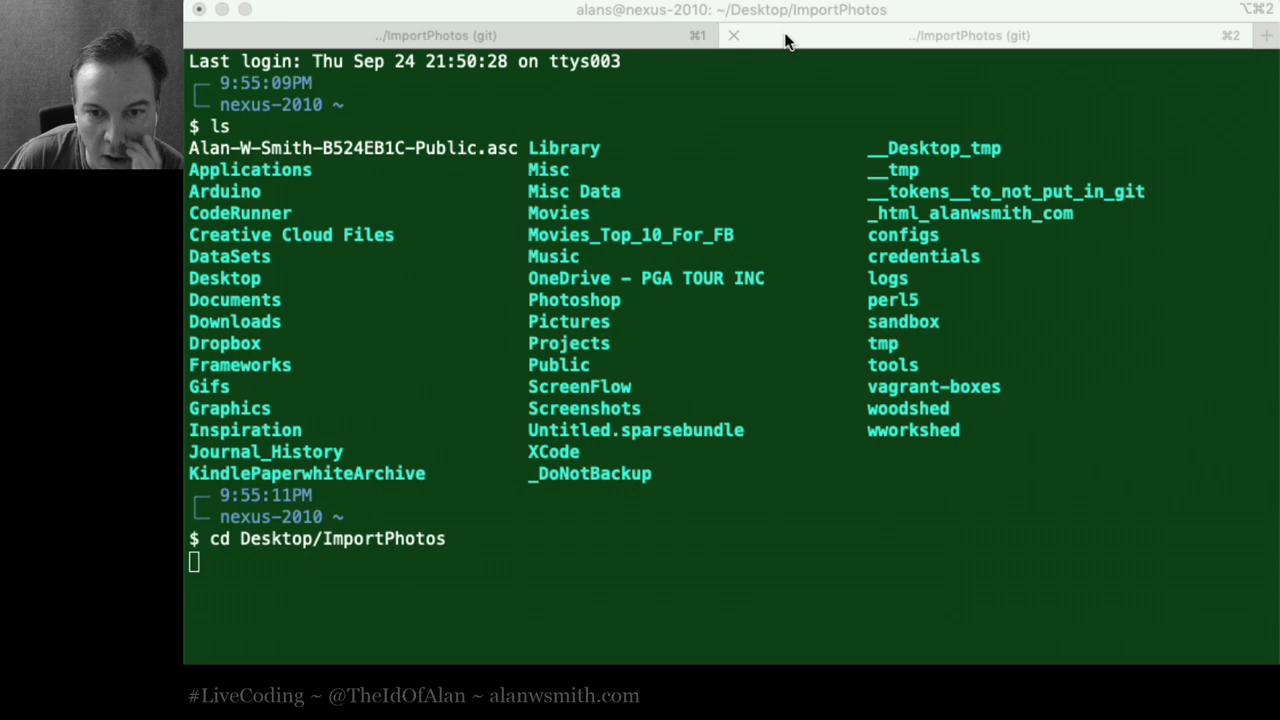 alans@nexus-2010: ~/Desktop/ImportPhotos ⌥⌘2
../ImportPhotos (git) ⌘1 ../ImportPhotos (git) ⌘2
Last login: Thu Sep 24 21:50:28 on ttys003
9:55:09PM
nexus-2010 ~
$ ls
Alan-W-Smith-B524EB1C-Public.asc Library __Desktop_tmp
Applications Misc __tmp
Arduino Misc Data __tokens__to_not_put_in_git
CodeRunner Movies _html_alanwsmith_com
Creative Cloud Files Movies_Top_10_For_FB configs
DataSets Music credentials
Desktop OneDrive - PGA TOUR INC logs
Documents Photoshop perl5
Downloads Pictures sandbox
Dropbox Projects tmp
Frameworks Public tools
Gifs ScreenFlow vagrant-boxes
Graphics Screenshots woodshed
Inspiration Untitled.sparsebundle wworkshed
Journal_History XCode
KindlePaperwhiteArchive _DoNotBackup
9:55:11PM
nexus-2010 ~
$ cd Desktop/ImportPhotos
#LiveCoding ~ @TheIdOfAlan ~ alanwsmith.com